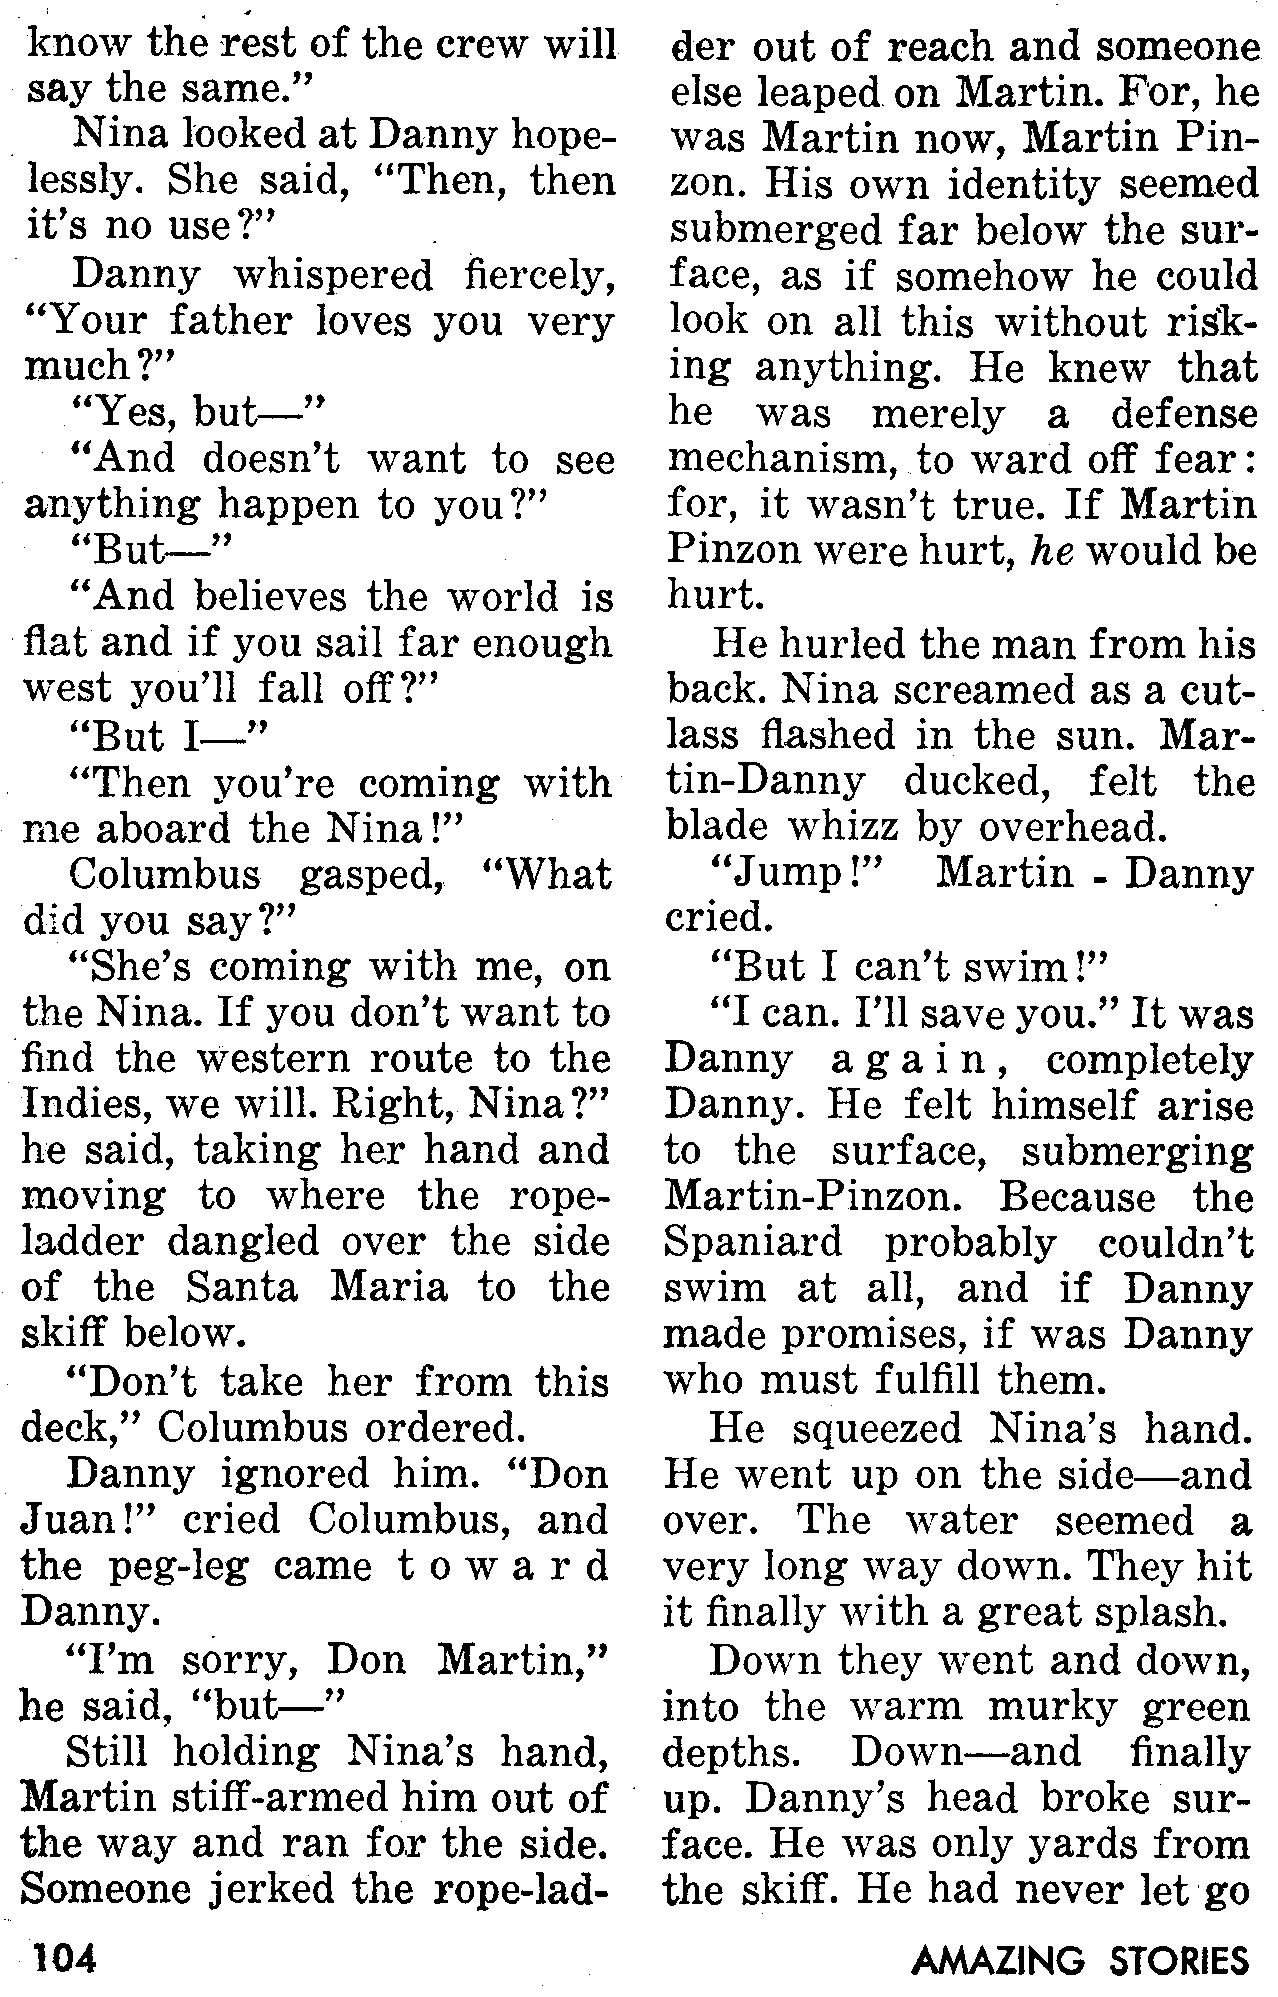 know the rest of the crew will
say the same.”
Nina looked at Danny hope-
lessly. She said, “Then, then
it's no use?”
Danny whispered fiercely,
“Your father loves you very
much?”
“Yes, but—”
“And doesn't want to see
anything happen to you?”
“But—”
“And believes the world is
flat and if you sail far enough
west you'll fall off?”
“But I—”
“Then you're coming with
me aboard the Nina!”
Columbus gasped, “What
did you say?”
“She's coming with me, on
the Nina. If you don't want to
find the western route to the
Indies, we will. Right, Nina?”
he said, taking her hand and
moving to where the rope-
ladder dangled over the side
of the Santa Maria to the
skiff below.
“Don't take her from this
deck,” Columbus ordered.
Danny ignored him. “Don
Juan!” cried Columbus, and
the peg-leg came toward
Danny.
“I'm sorry, Don Martin,”
he said, “but—”
Still holding Nina's hand,
Martin stiff-armed him out of
the way and ran for the side.
Someone jerked the rope-lad-
der out of reach and someone
else leaped on Martin. For, he
was Martin now, Martin Pin-
zon. His own identity seemed
submerged far below the sur-
face, as if somehow he could
look on all this without risk-
ing anything. He knew that
he was merely a defense
mechanism, to ward off fear:
for, it wasn't true. If Martin
Pinzon were hurt, he would be
hurt.
He hurled the man from his
back. Nina screamed as a cut-
lass flashed in the sun. Mar-
tin-Danny ducked, felt the
blade whizz by overhead.
“Jump!” Martin - Danny
cried.
“But I can't swim!”
“I can. I'll save you.” It was
Danny again, completely
Danny. He felt himself arise
to the surface, submerging
Martin-Pinzon. Because the
Spaniard probably couldn't
swim at all, and if Danny
made promises, if was Danny
who must fulfill them.
He squeezed Nina's hand.
He went up on the side—and
over. The water seemed a
very long way down. They hit
it finally with a great splash.
Down they went and down,
into the warm murky green
depths. Down—and finally
up. Danny's head broke sur-
face. He was only yards from
the skiff. He had never let go
104
AMAZING STORIES